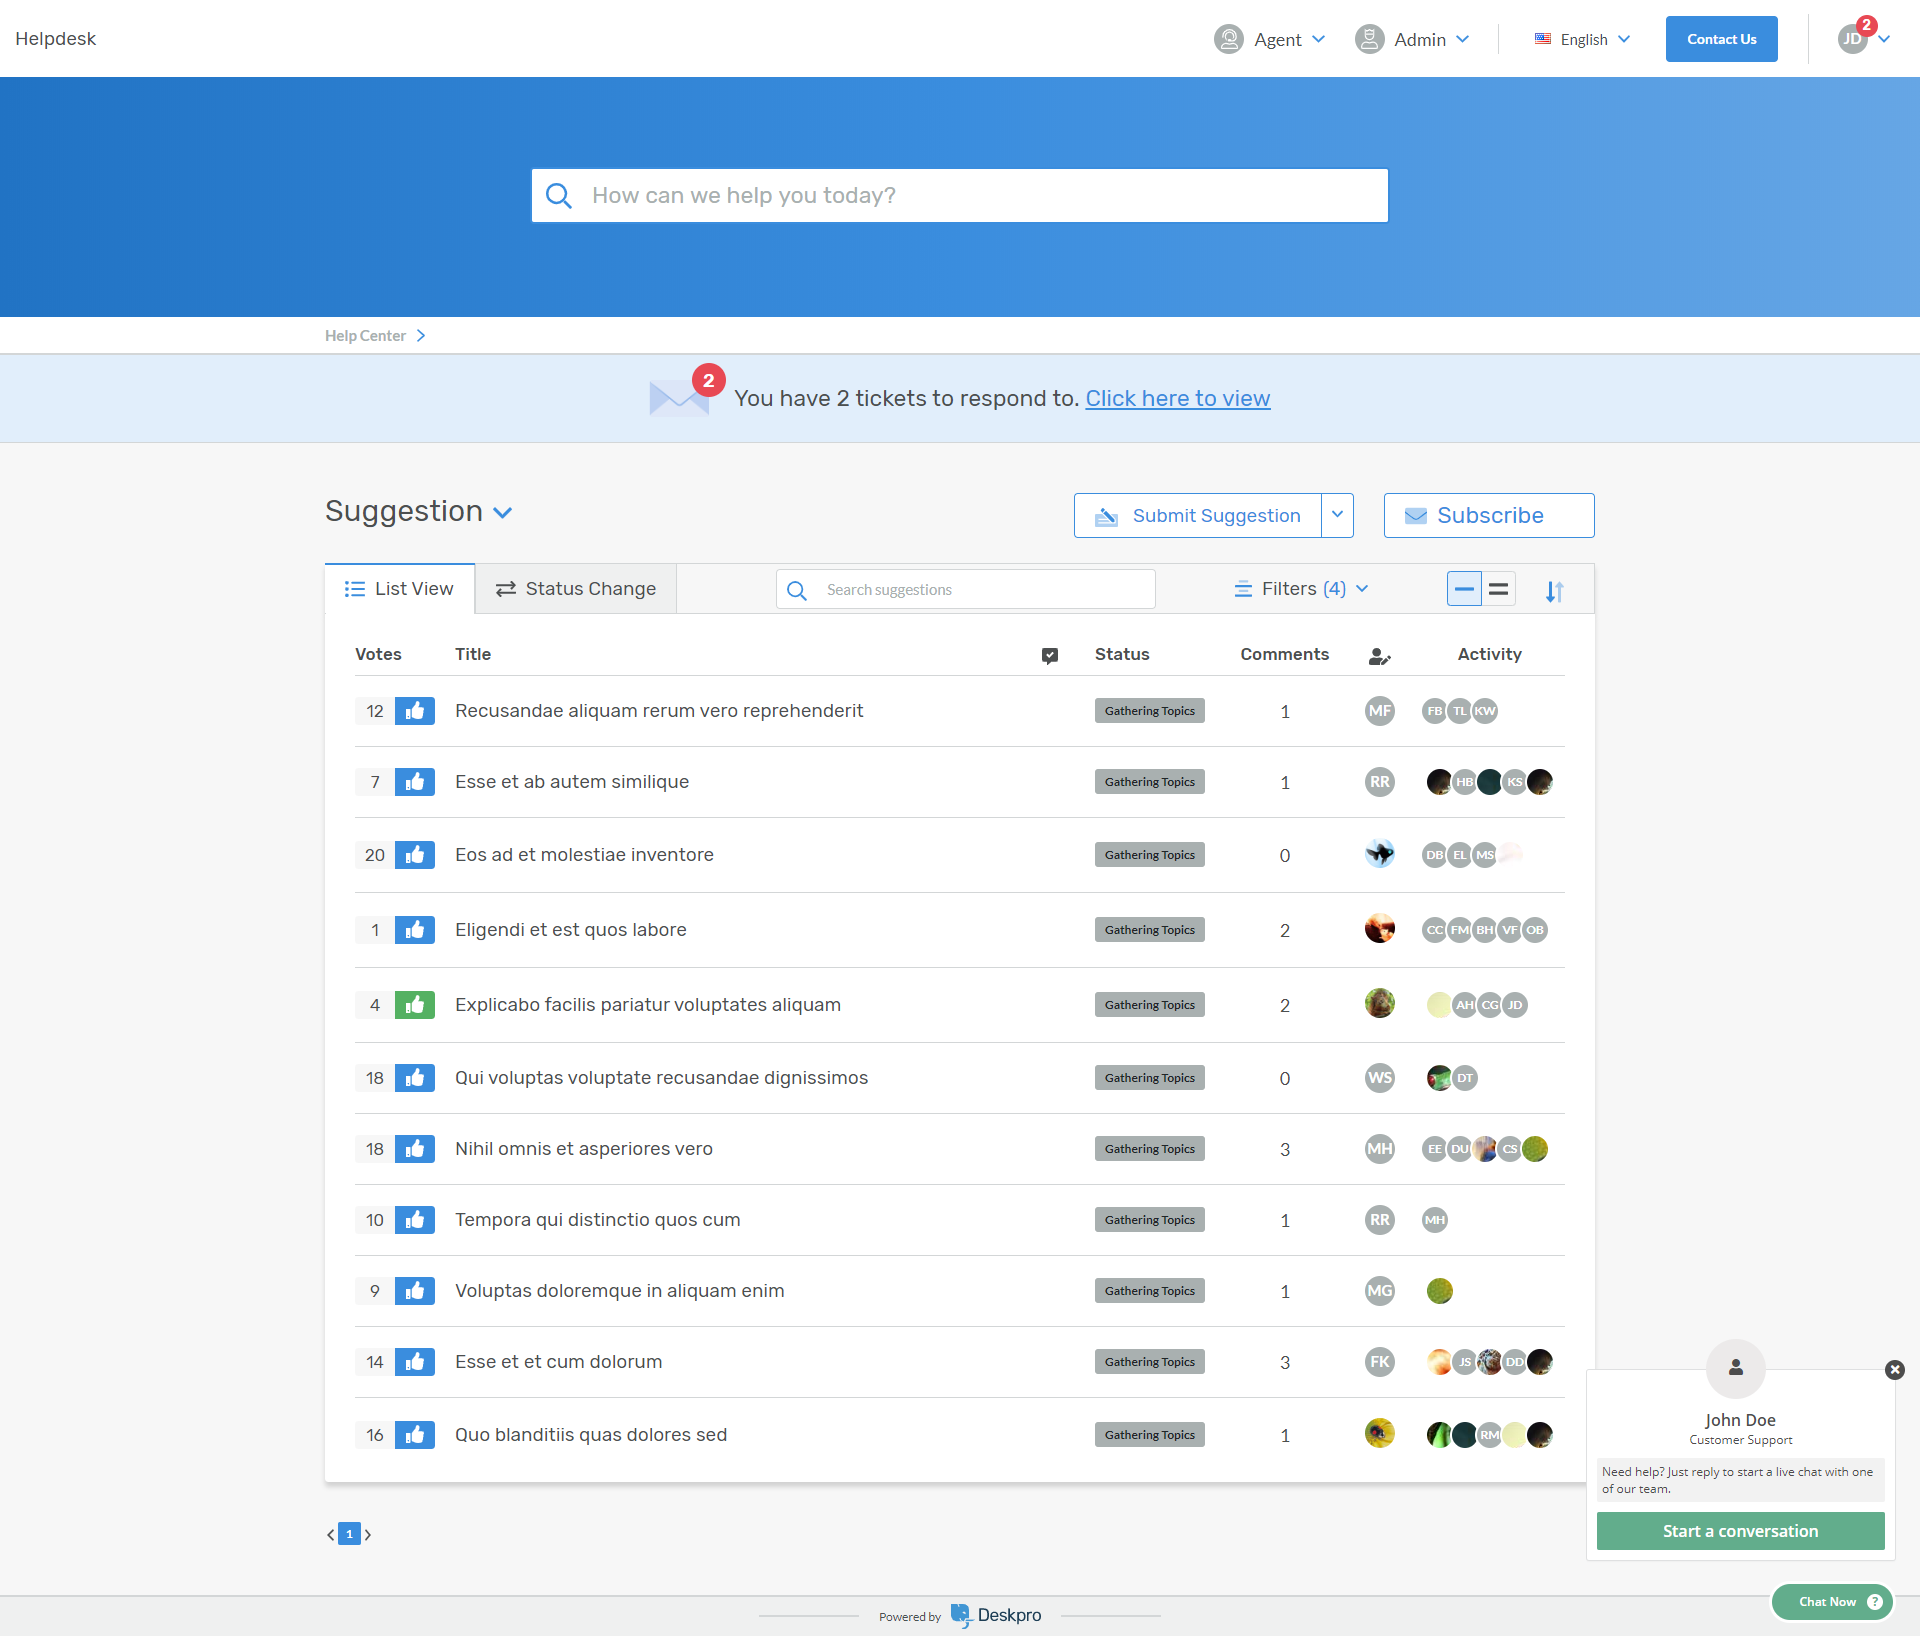 Helpdesk
Agent
Admin
English
Contact Us
JD
2
How can we help you today?
Help Center
2
You have 2 tickets to respond to. Click here to view
Suggestion
Submit Suggestion
Subscribe
List View
Status Change
Search suggestions
Filters (4)
Votes Title Status Comments Activity
12 Recusandae aliquam rerum vero reprehenderit Gathering Topics 1 MF FB TL KW
7 Esse et ab autem similique Gathering Topics 1 RR HB KS
20 Eos ad et molestiae inventore Gathering Topics 0 DB EL MS
1 Eligendi et est quos labore Gathering Topics 2 CC FM BH VF OB
4 Explicabo facilis pariatur voluptates aliquam Gathering Topics 2 AH CG JD
18 Qui voluptas voluptate recusandae dignissimos Gathering Topics 0 WS DT
18 Nihil omnis et asperiores vero Gathering Topics 3 MH EE DU CS
10 Tempora qui distinctio quos cum Gathering Topics 1 RR MH
9 Voluptas doloremque in aliquam enim Gathering Topics 1 MG
14 Esse et et cum dolorum Gathering Topics 3 FK JS DD
16 Quo blanditiis quas dolores sed Gathering Topics 1 RM
1
John Doe
Customer Support
Need help? Just reply to start a live chat with one
of our team.
Start a conversation
Powered by Deskpro
Chat Now ?